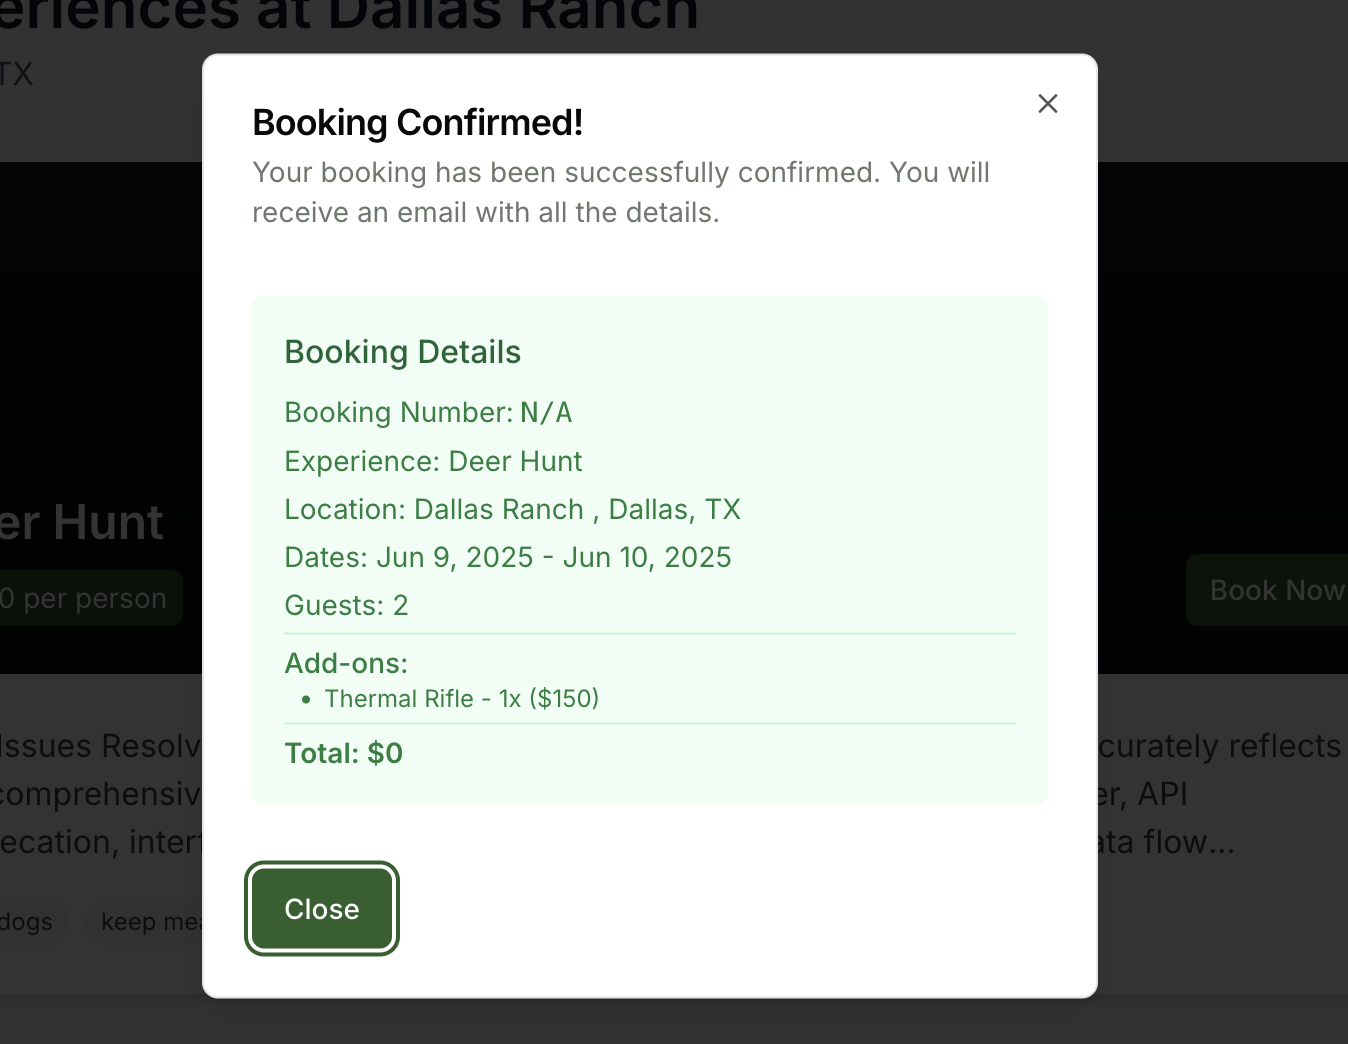 eriences at Dallas Ranch
TX
Booking Confirmed!
Your booking has been successfully confirmed. You will
receive an email with all the details.
Booking Details
Booking Number: N/A
Experience: Deer Hunt
Location: Dallas Ranch , Dallas, TX
Dates: Jun 9, 2025 - Jun 10, 2025
Guests: 2
Add-ons:
• Thermal Rifle - 1x ($150)
Total: $0
Close
er Hunt
0 per person
Book Now
Issues Resolv
curately reflects
comprehensiv
er, API
ecation, inter
ata flow...
dogs
keep mea